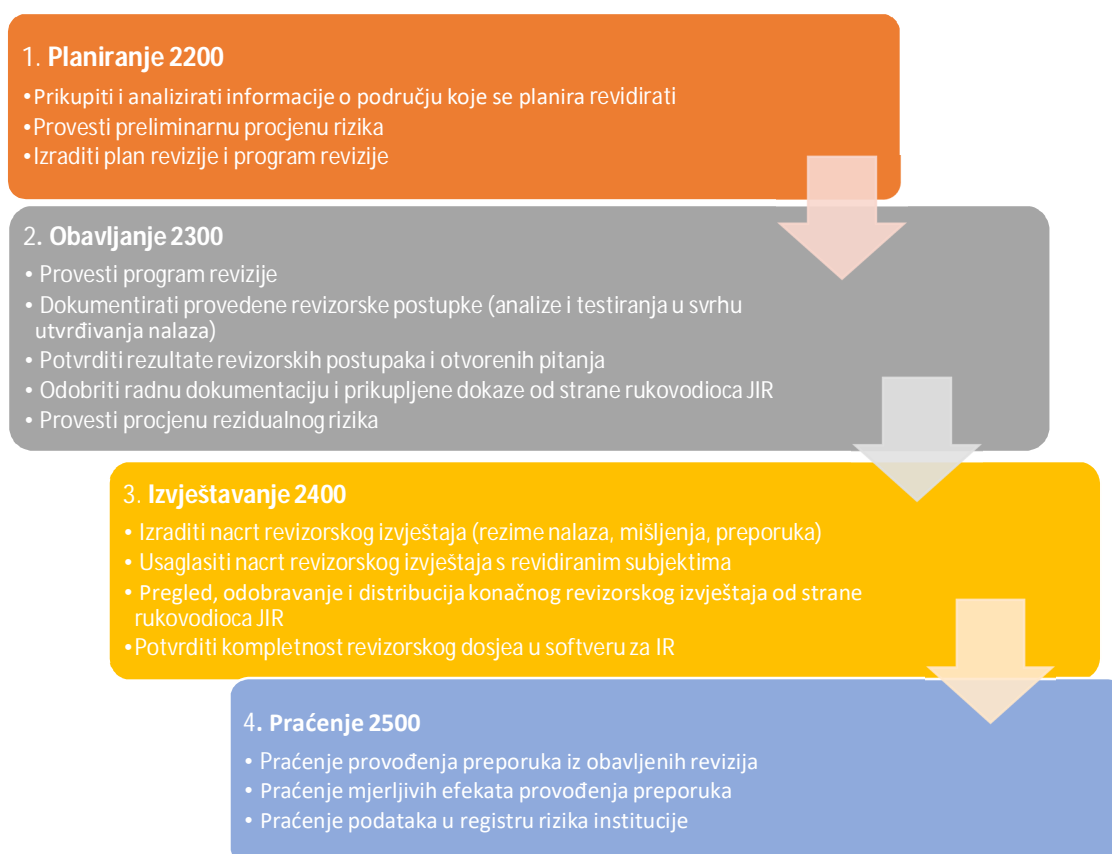 1. Planiranje 2200
•Prikupiti i analizirati informacije o području koje se planira revidirati
•Provesti preliminarnu procjenu rizika
•Izraditi plan revizije i program revizije
2. Obavljanje 2300
• Provesti program revizije
• Dokumentirati provedene revizorske postupke (analize i testiranja u svrhu
utvrđivanja nalaza)
• Potvrditi rezultate revizorskih postupaka i otvorenih pitanja
• Odobriti radnu dokumentaciju i prikupljene dokaze od strane rukovodioca JIR
• Provesti procjenu rezidualnog rizika
3. Izvještavanje 2400
• Izraditi nacrt revizorskog izvještaja (rezime nalaza, mišljenja, preporuka)
• Usaglasiti nacrt revizorskog izvještaja s revidiranim subjektima
• Pregled, odobravanje i distribucija konačnog revizorskog izvještaja od strane
rukovodioca JIR
•Potvrditi kompletnost revizorskog dosjea u softveru za IR
4. Praćenje 2500
• Praćenje provođenja preporuka iz obavljenih revizija
• Praćenje mjerljivih efekata provođenja preporuka
• Praćenje podataka u registru rizika institucije